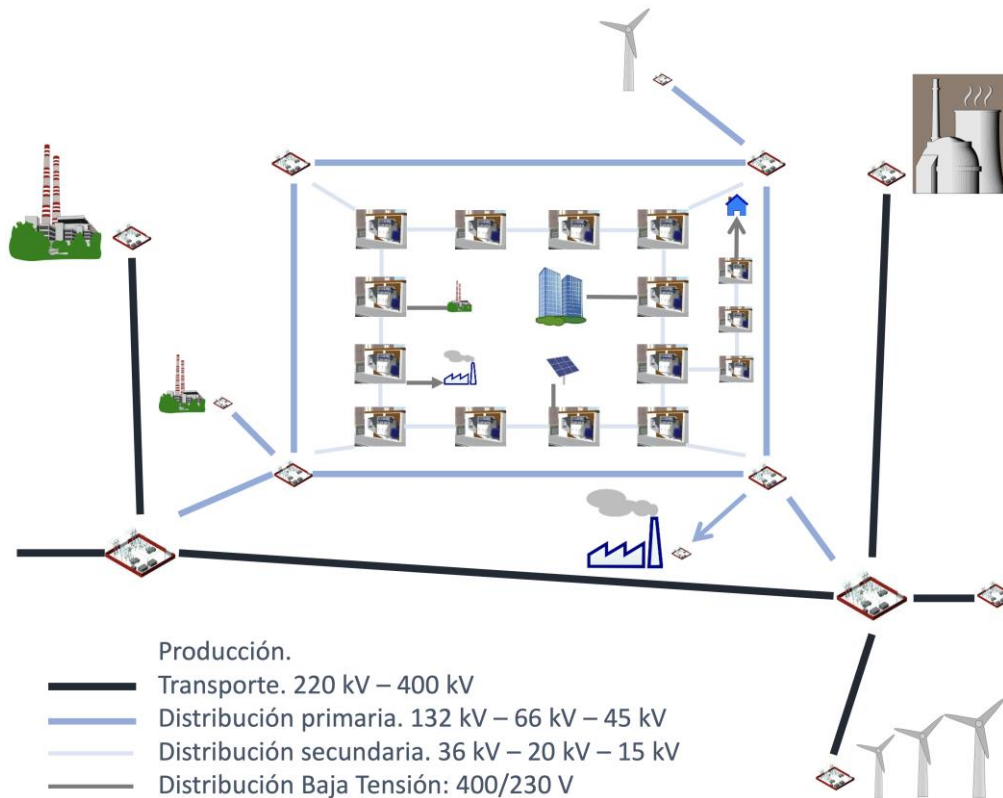 Producción.
Transporte. 220 kV – 400 kV
Distribución primaria. 132 kV – 66 kV – 45 kV
Distribución secundaria. 36 kV – 20 kV – 15 kV
Distribución Baja Tensión: 400/230 V